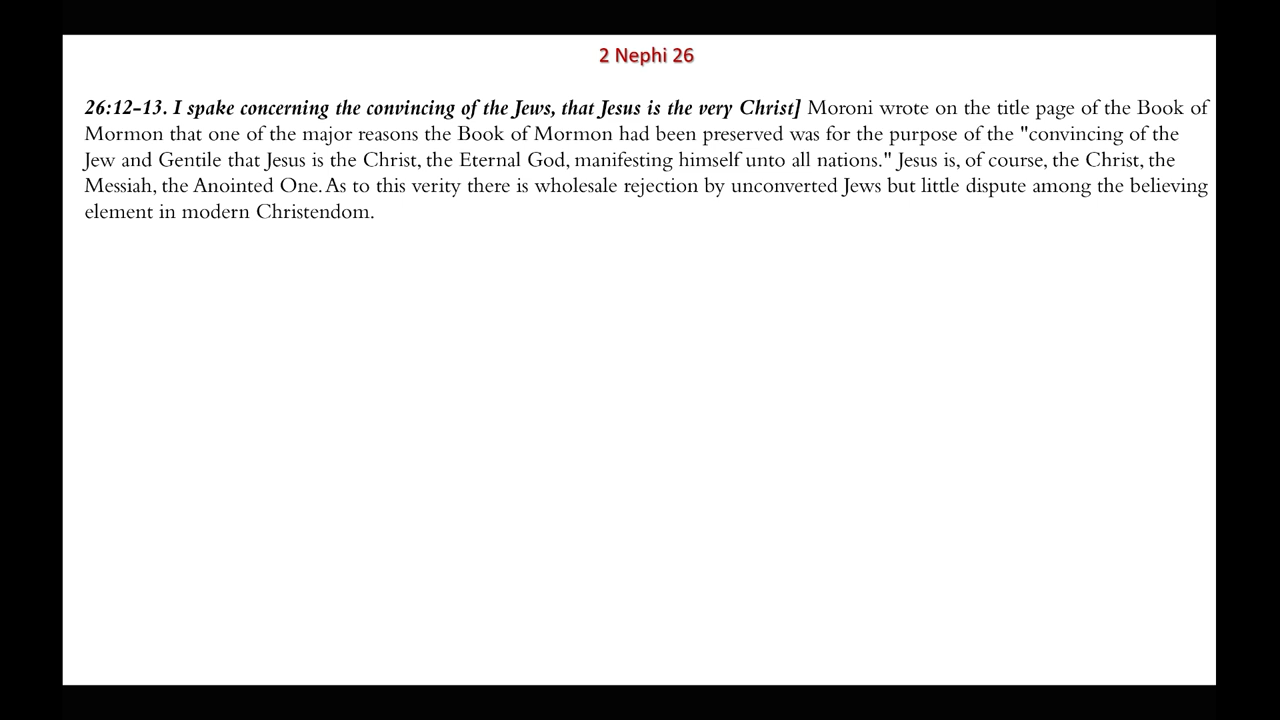 2 Nephi 26
26:12-13. I spake concerning the convincing of the Jews, that Jesus is the very Christ] Moroni wrote on the title page of the Book of
Mormon that one of the major reasons the Book of Mormon had been preserved was for the purpose of the "convincing of the
Jew and Gentile that Jesus is the Christ, the Eternal God, manifesting himself unto all nations." Jesus is, of course, the Christ, the
Messiah, the Anointed One. As to this verity there is wholesale rejection by unconverted Jews but little dispute among the believing
element in modern Christendom.